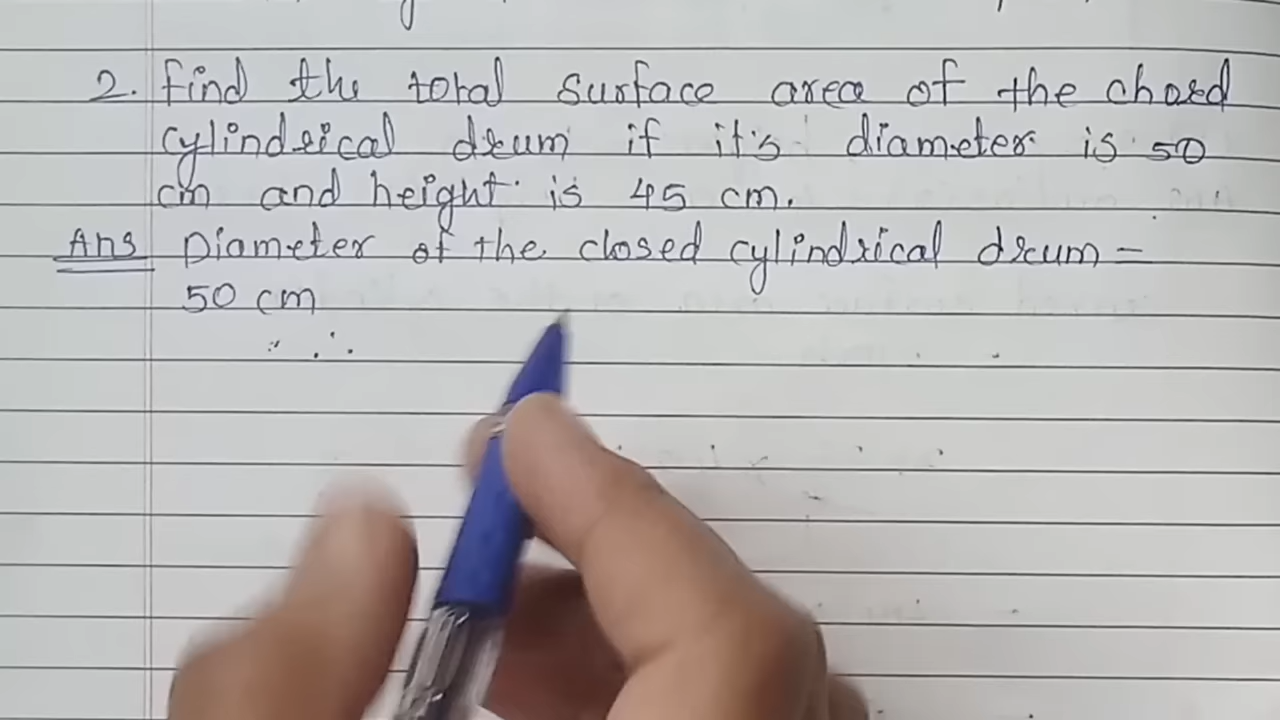 2. Find the total surface area of the chosed
cylindrical drum if it's diameter is 50
cm and height is 45 cm.
Ans Diameter of the closed cylindrical drum =
50 cm
∴